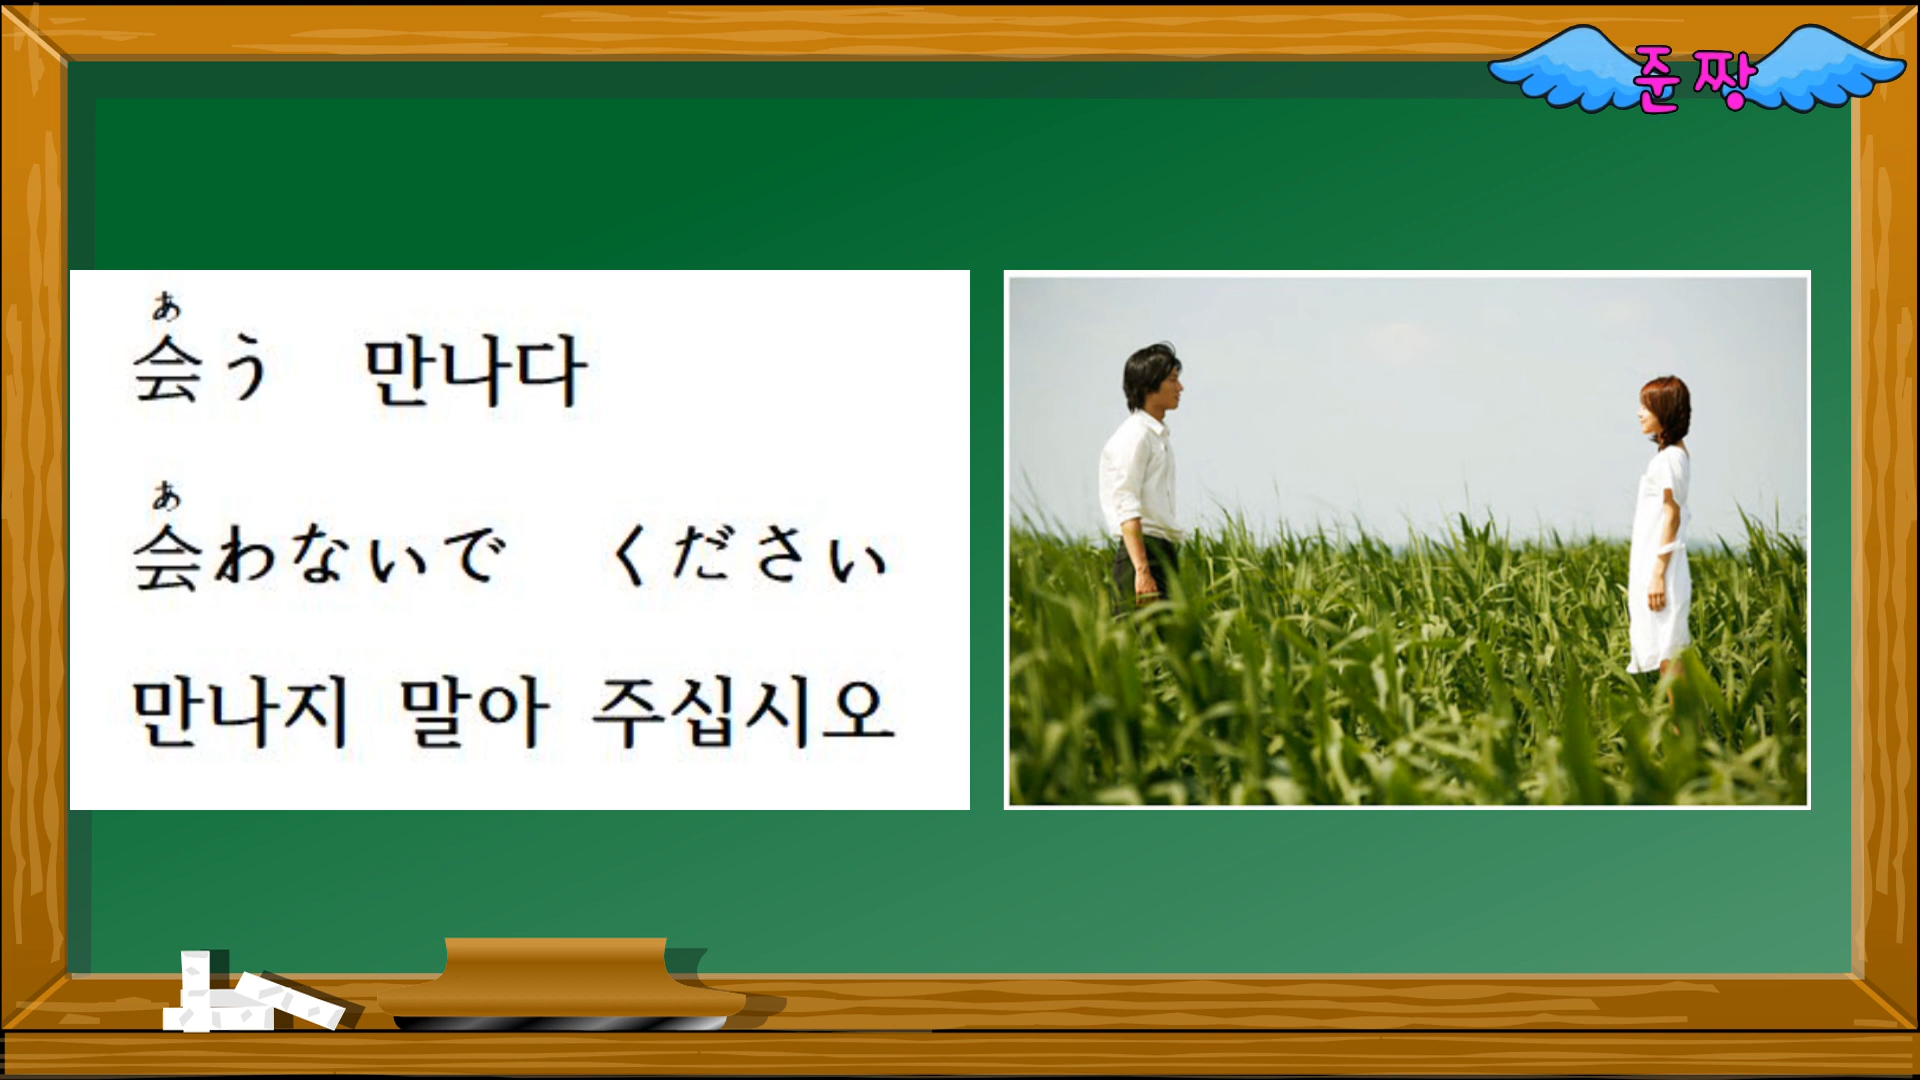 준 짱
あ
会う 만나다
あ
会わないで ください
만나지 말아 주십시오